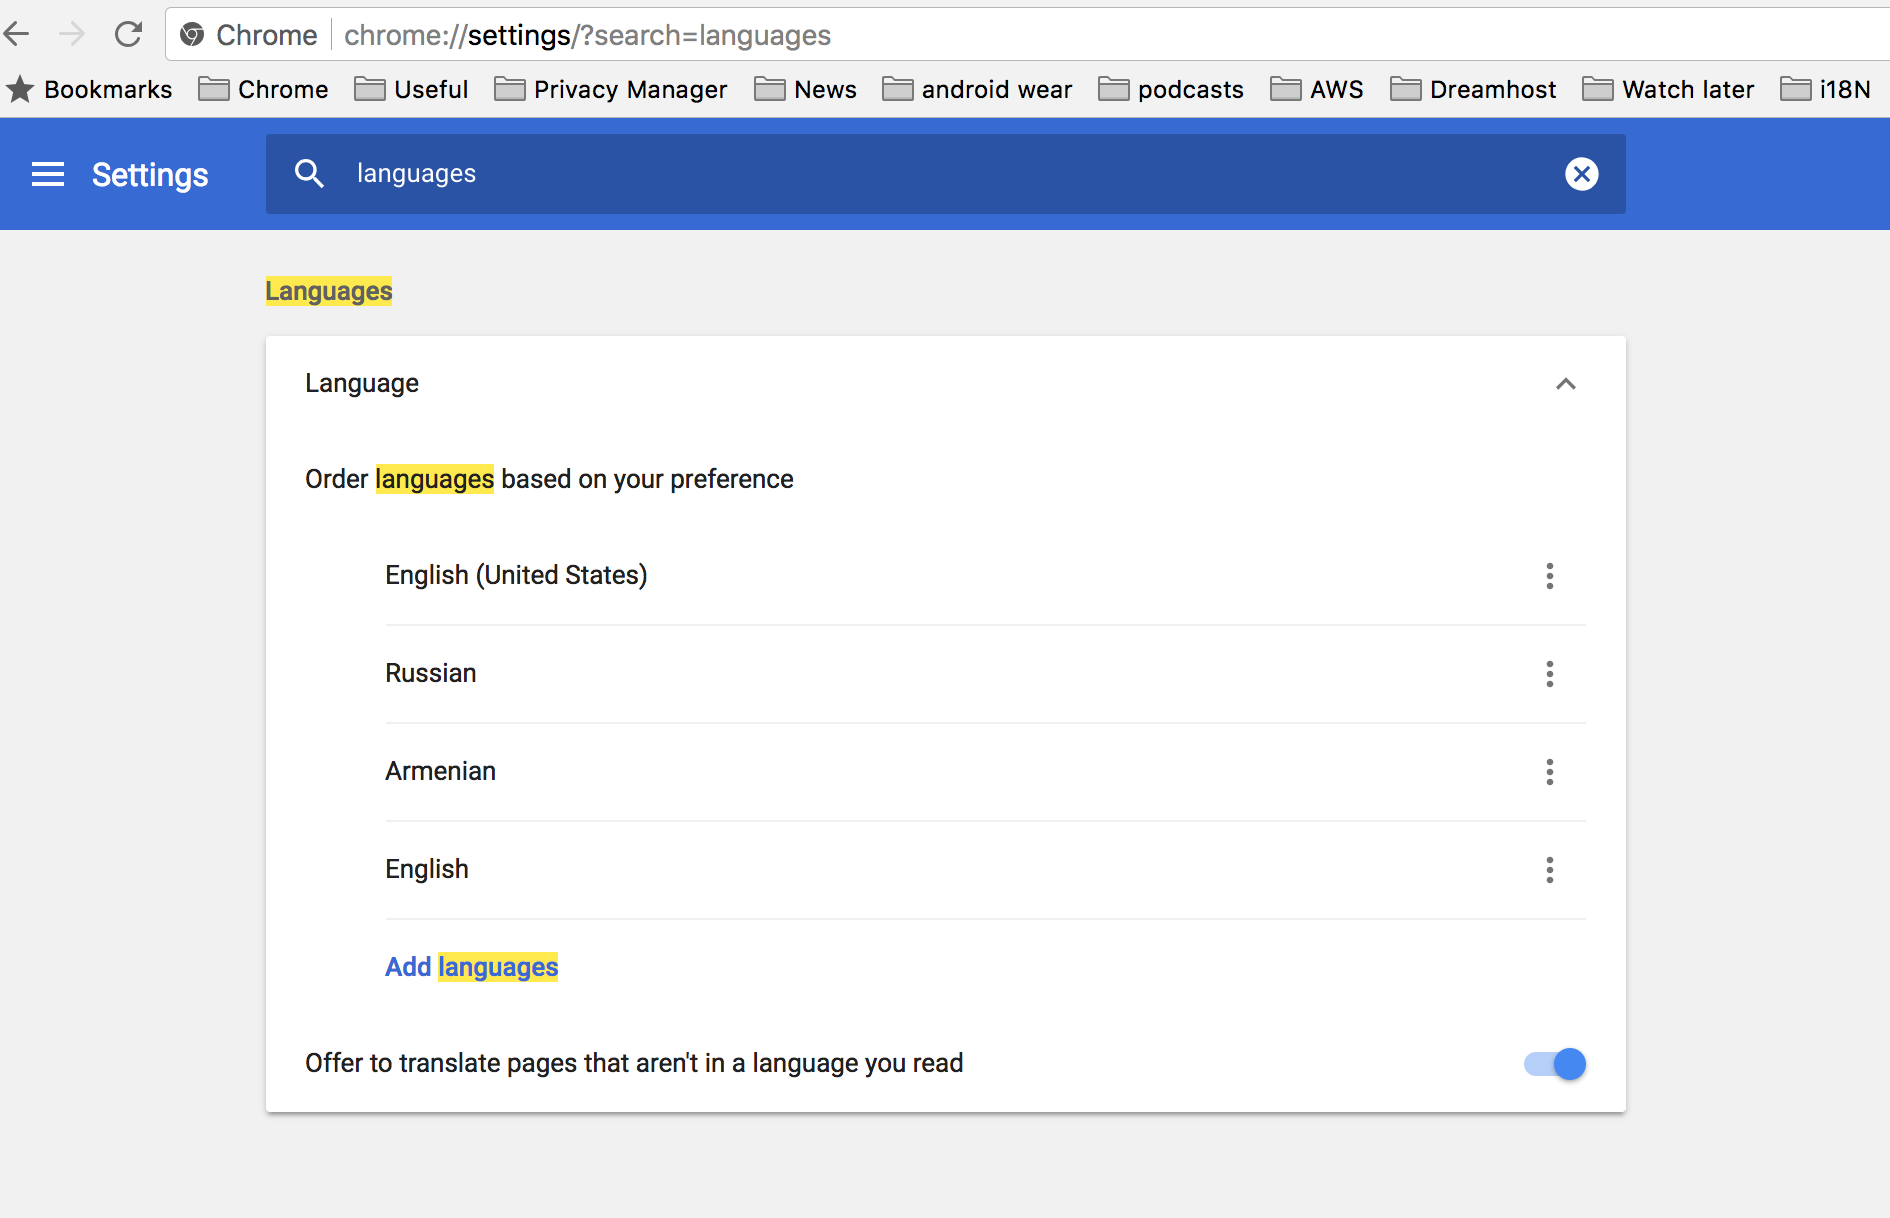 Chrome chrome://settings/?search=languages
Bookmarks Chrome Useful Privacy Manager News android wear podcasts AWS Dreamhost Watch later i18N
Settings languages
Languages
Language
Order languages based on your preference
English (United States)
Russian
Armenian
English
Add languages
Offer to translate pages that aren't in a language you read